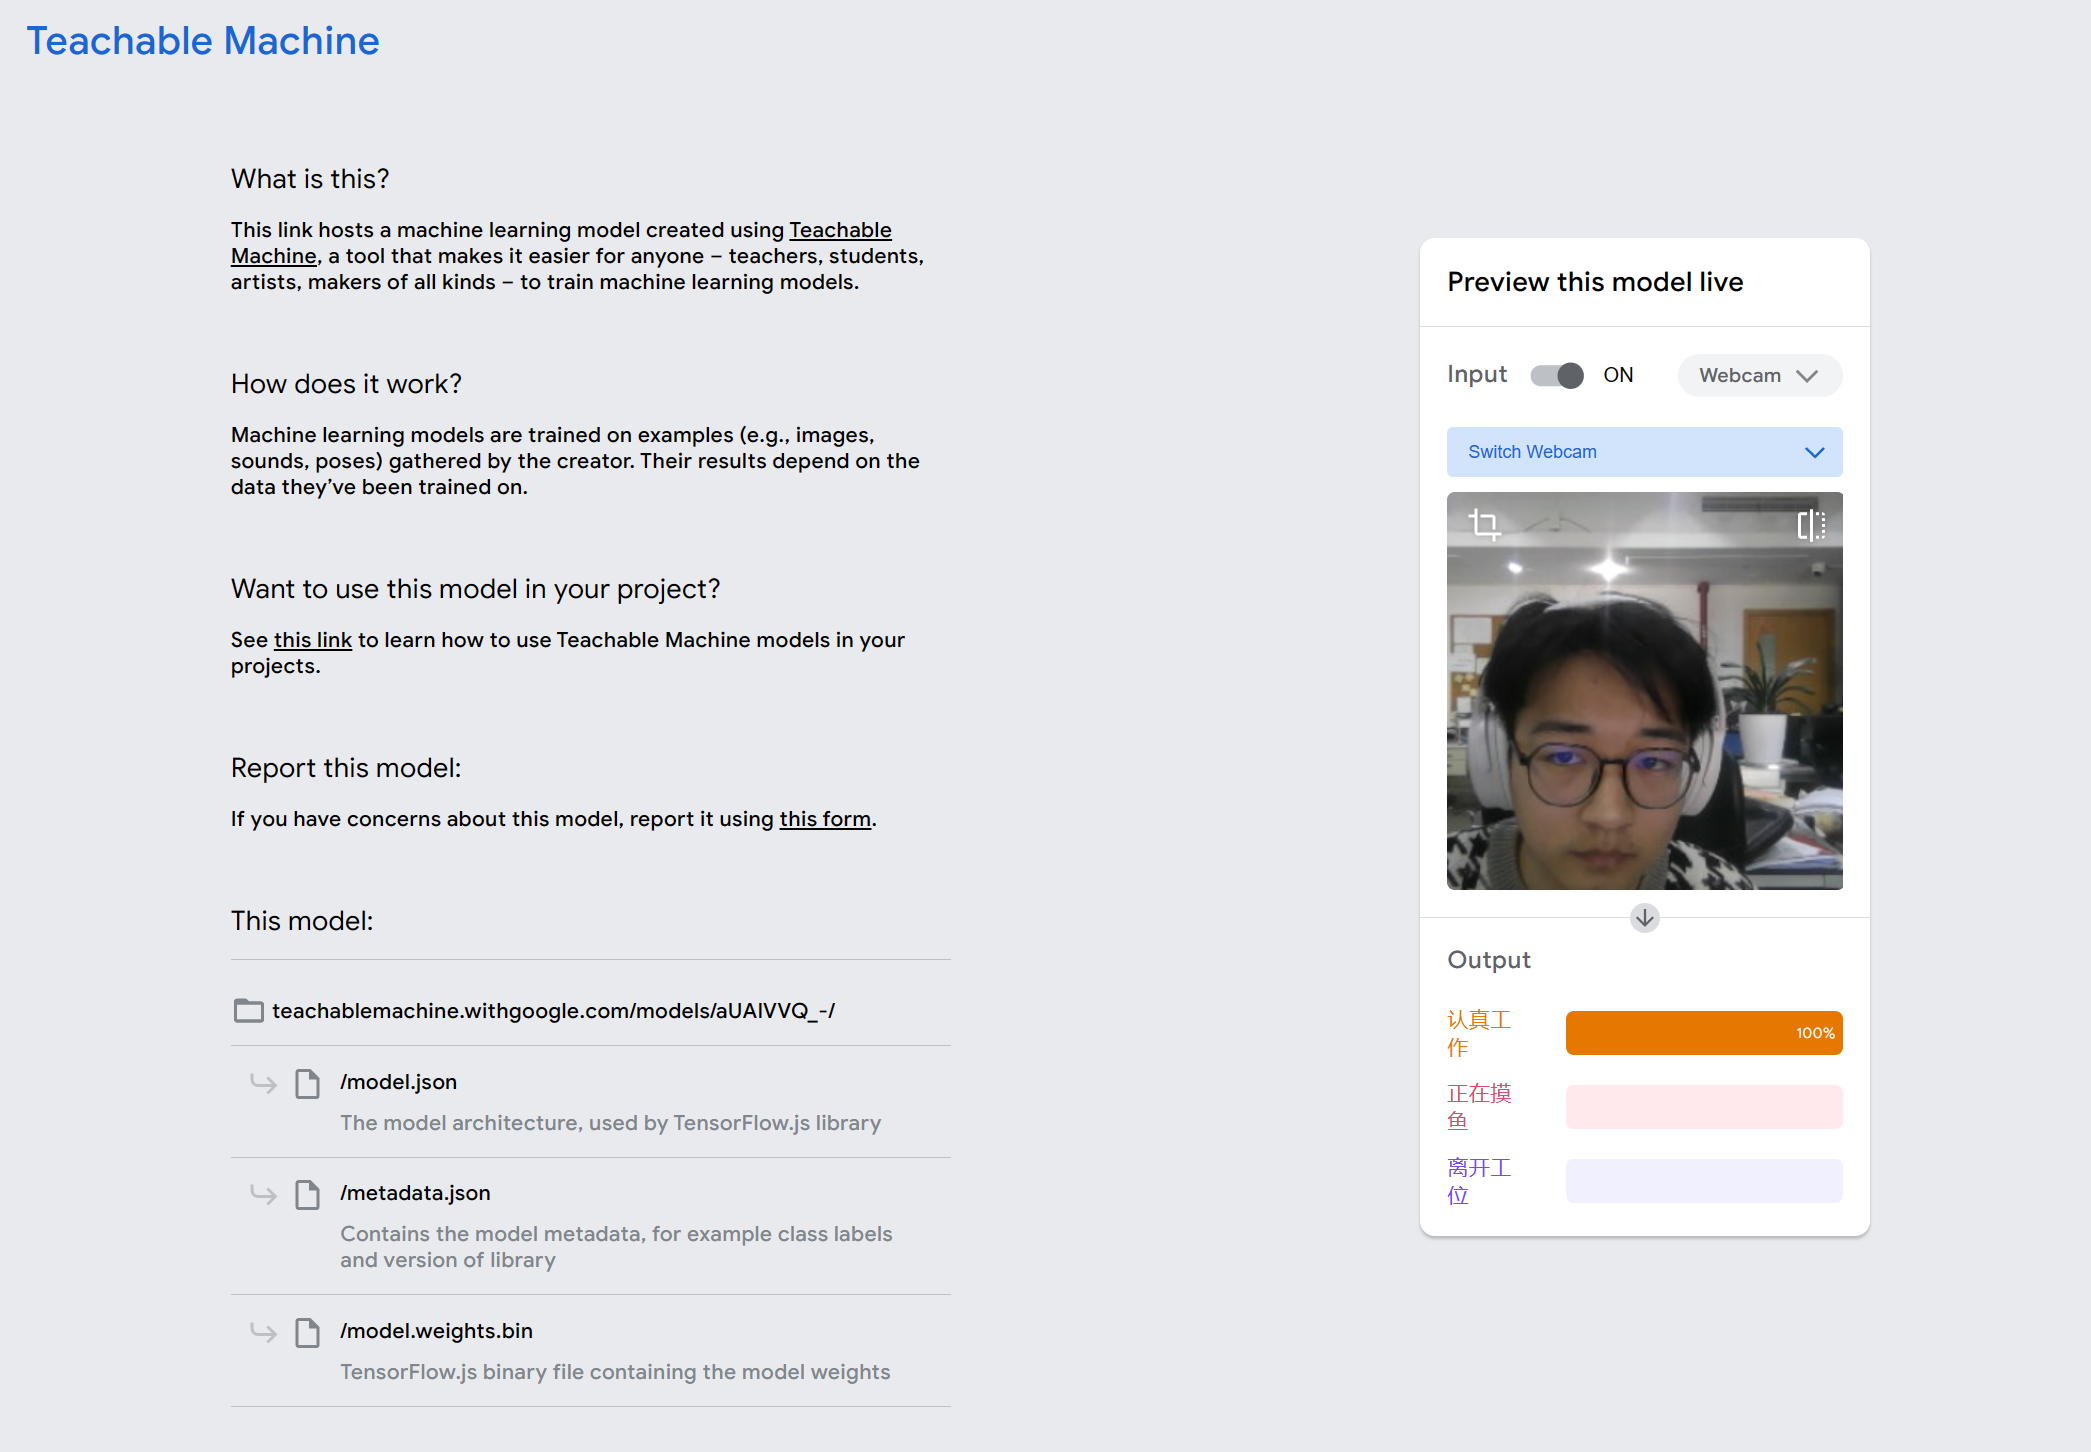 Teachable Machine
What is this?
This link hosts a machine learning model created using Teachable
Machine, a tool that makes it easier for anyone – teachers, students,
artists, makers of all kinds – to train machine learning models.
How does it work?
Machine learning models are trained on examples (e.g., images,
sounds, poses) gathered by the creator. Their results depend on the
data they’ve been trained on.
Want to use this model in your project?
See this link to learn how to use Teachable Machine models in your
projects.
Report this model:
If you have concerns about this model, report it using this form.
This model:
teachablemachine.withgoogle.com/models/aUAIVVQ_-/
/model.json
The model architecture, used by TensorFlow.js library
/metadata.json
Contains the model metadata, for example class labels
and version of library
/model.weights.bin
TensorFlow.js binary file containing the model weights
Preview this model live
Input ON Webcam
Switch Webcam
Output
认真工
作
100%
正在摸
鱼
离开工
位